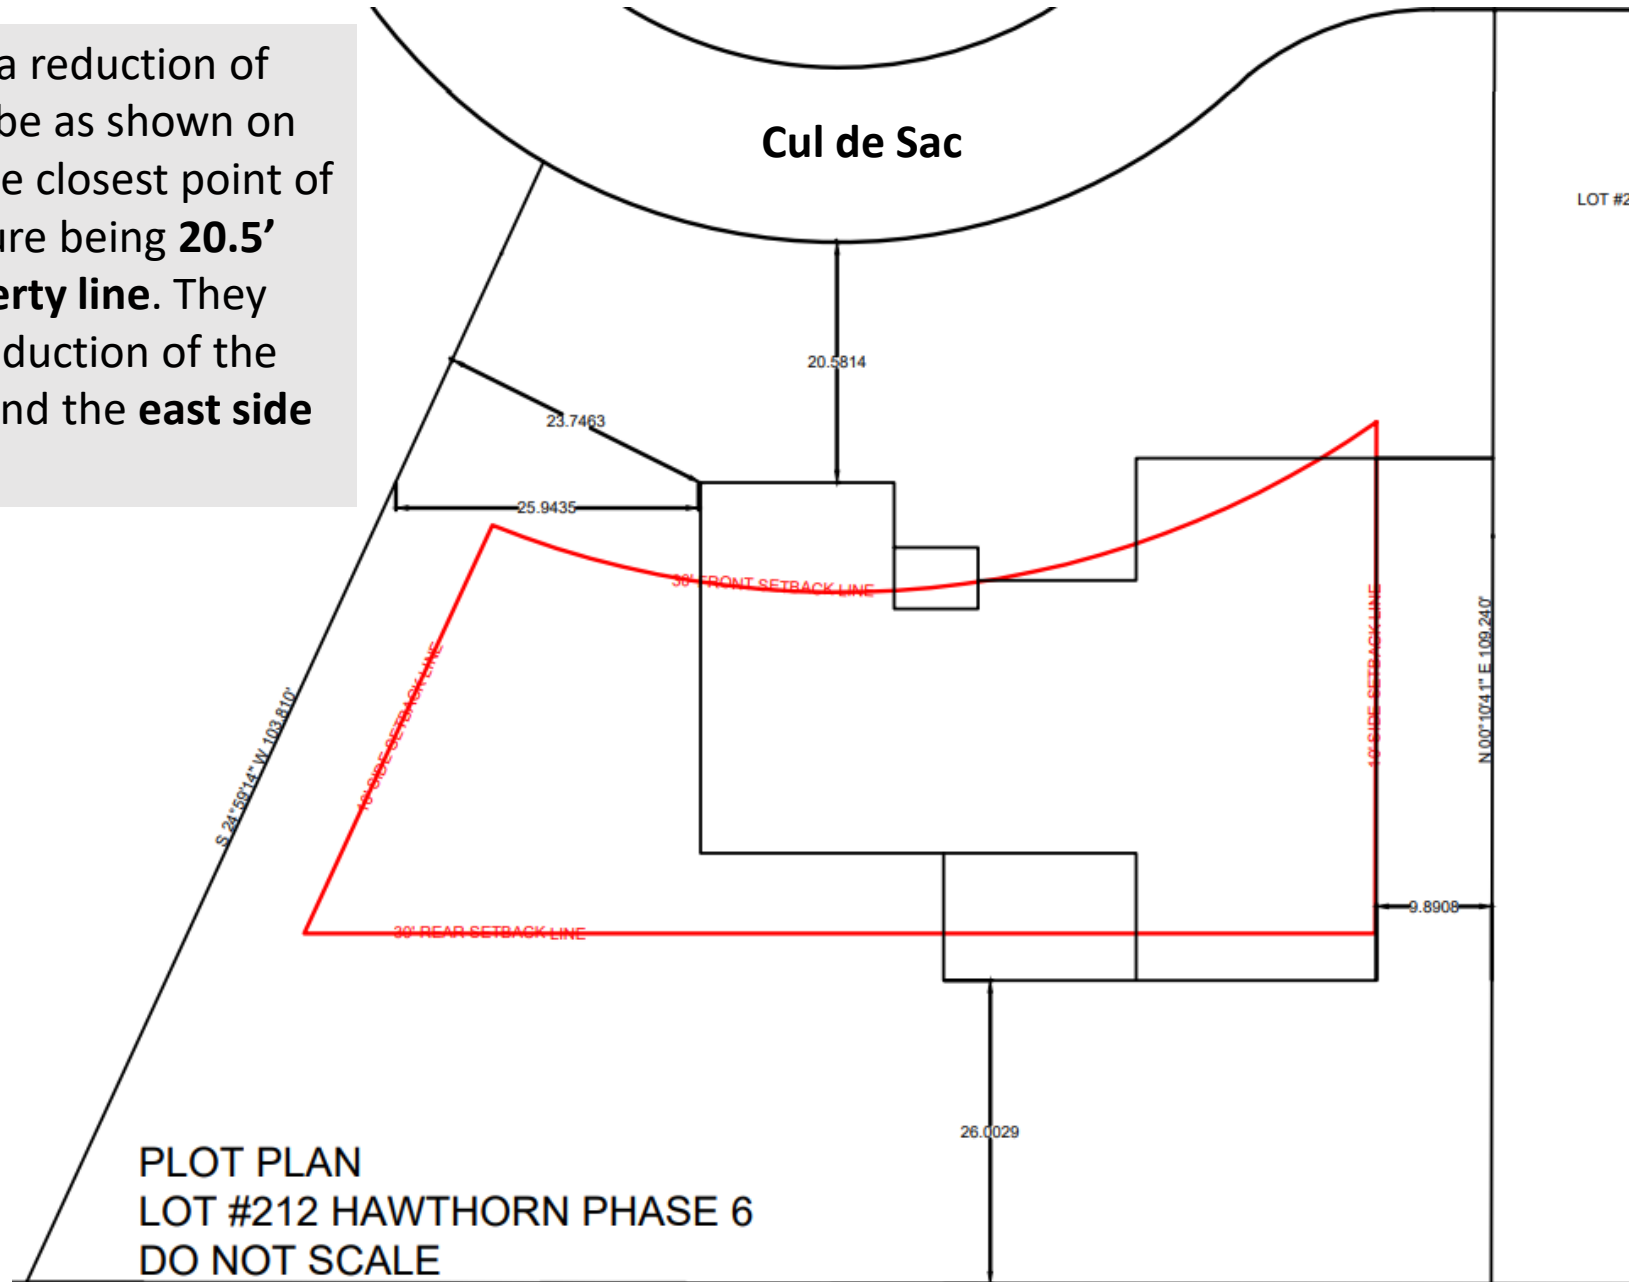 a reduction of
be as shown on
e closest point of
ure being 20.5’
erty line. They
duction of the
nd the east side
Cul de Sac
LOT #2
20.5814
23.7463
25.9435
30' FRONT SETBACK LINE
10' SIDE SETBACK LINE
10' SIDE SETBACK LINE
N 00°10'41" E 109.240'
S 24°59'14" W 103.810'
30' REAR SETBACK LINE
9.8908
26.0029
PLOT PLAN
LOT #212 HAWTHORN PHASE 6
DO NOT SCALE